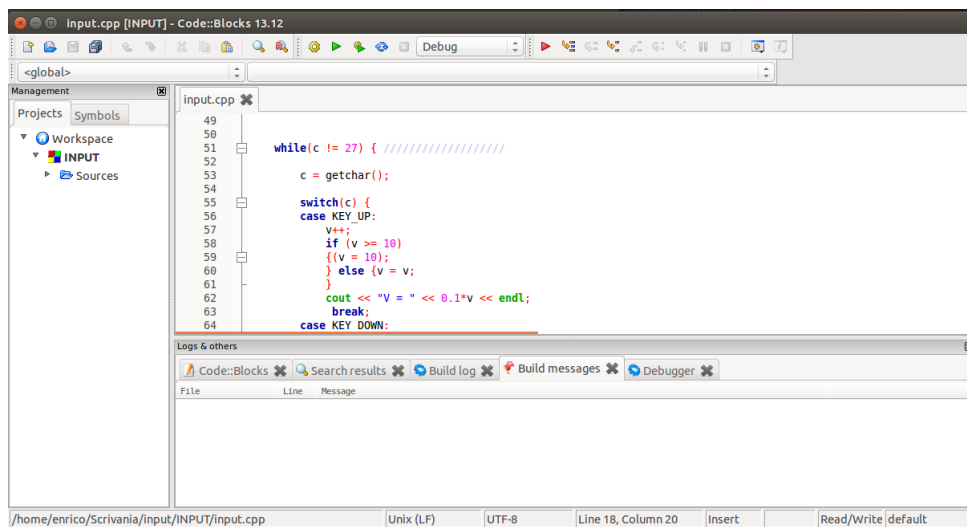 input.cpp [INPUT] - Code::Blocks 13.12
Debug
<global>
Management
Projects Symbols
Workspace
INPUT
Sources
input.cpp
49
50
51 while(c != 27) { ///////////////////
52
53 c = getchar();
54
55 switch(c) {
56 case KEY_UP:
57 v++;
58 if (v >= 10)
59 {(v = 10);
60 } else {v = v;
61 }
62 cout << "V = " << 0.1*v << endl;
63 break;
64 case KEY_DOWN:
Logs & others
Code::Blocks Search results Build log Build messages Debugger
File Line Message
/home/enrico/Scrivania/input/INPUT/input.cpp Unix (LF) UTF-8 Line 18, Column 20 Insert Read/Write default